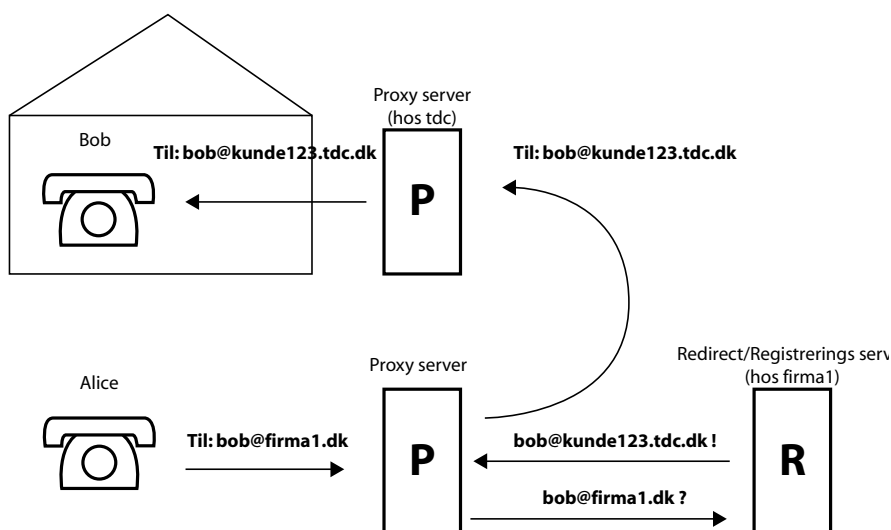 Proxy server
(hos tdc)
Bob
Til: bob@kunde123.tdc.dk
Til: bob@kunde123.tdc.dk
P
Redirect/Registrerings serv
(hos firma1)
Proxy server
Alice
Til: bob@firma1.dk
bob@kunde123.tdc.dk !
P
R
bob@firma1.dk ?